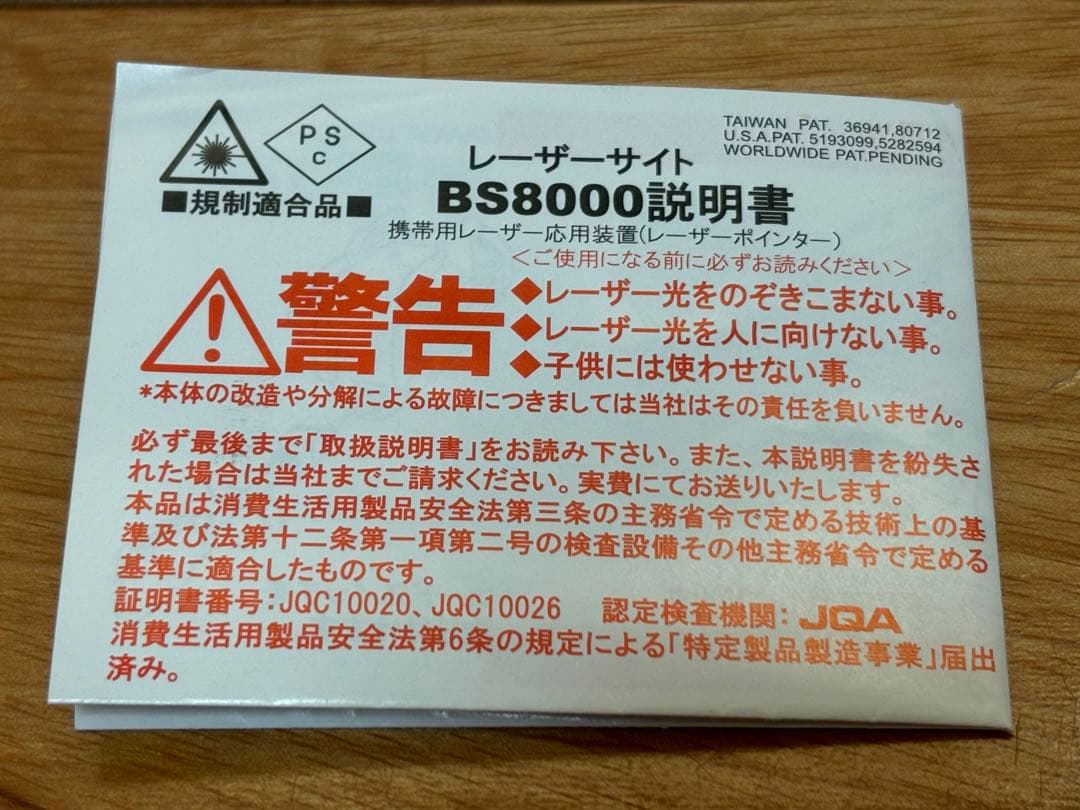 PS
C
■規制適合品■
TAIWAN PAT. 36941,80712
U.S.A.PAT. 5193099,5282594
WORLDWIDE PAT.PENDING
レーザーサイト
BS8000説明書
携帯用レーザー応用装置(レーザーポインター)
＜ご使用になる前に必ずお読みください＞
警告
◆レーザー光をのぞきこまない事。
◆レーザー光を人に向けない事。
◆子供には使わせない事。
*本体の改造や分解による故障につきましては当社はその責任を負いません。
必ず最後まで「取扱説明書」をお読み下さい。また、本説明書を紛失さ
れた場合は当社までご請求ください。実費にてお送りいたします。
本品は消費生活用製品安全法第三条の主務省令で定める技術上の基
準及び法第十二条第一項第二号の検査設備その他主務省令で定める
基準に適合したものです。
証明書番号:JQC10020、JQC10026 認定検査機関: JQA
消費生活用製品安全法第6条の規定による「特定製品製造事業」届出
済み。